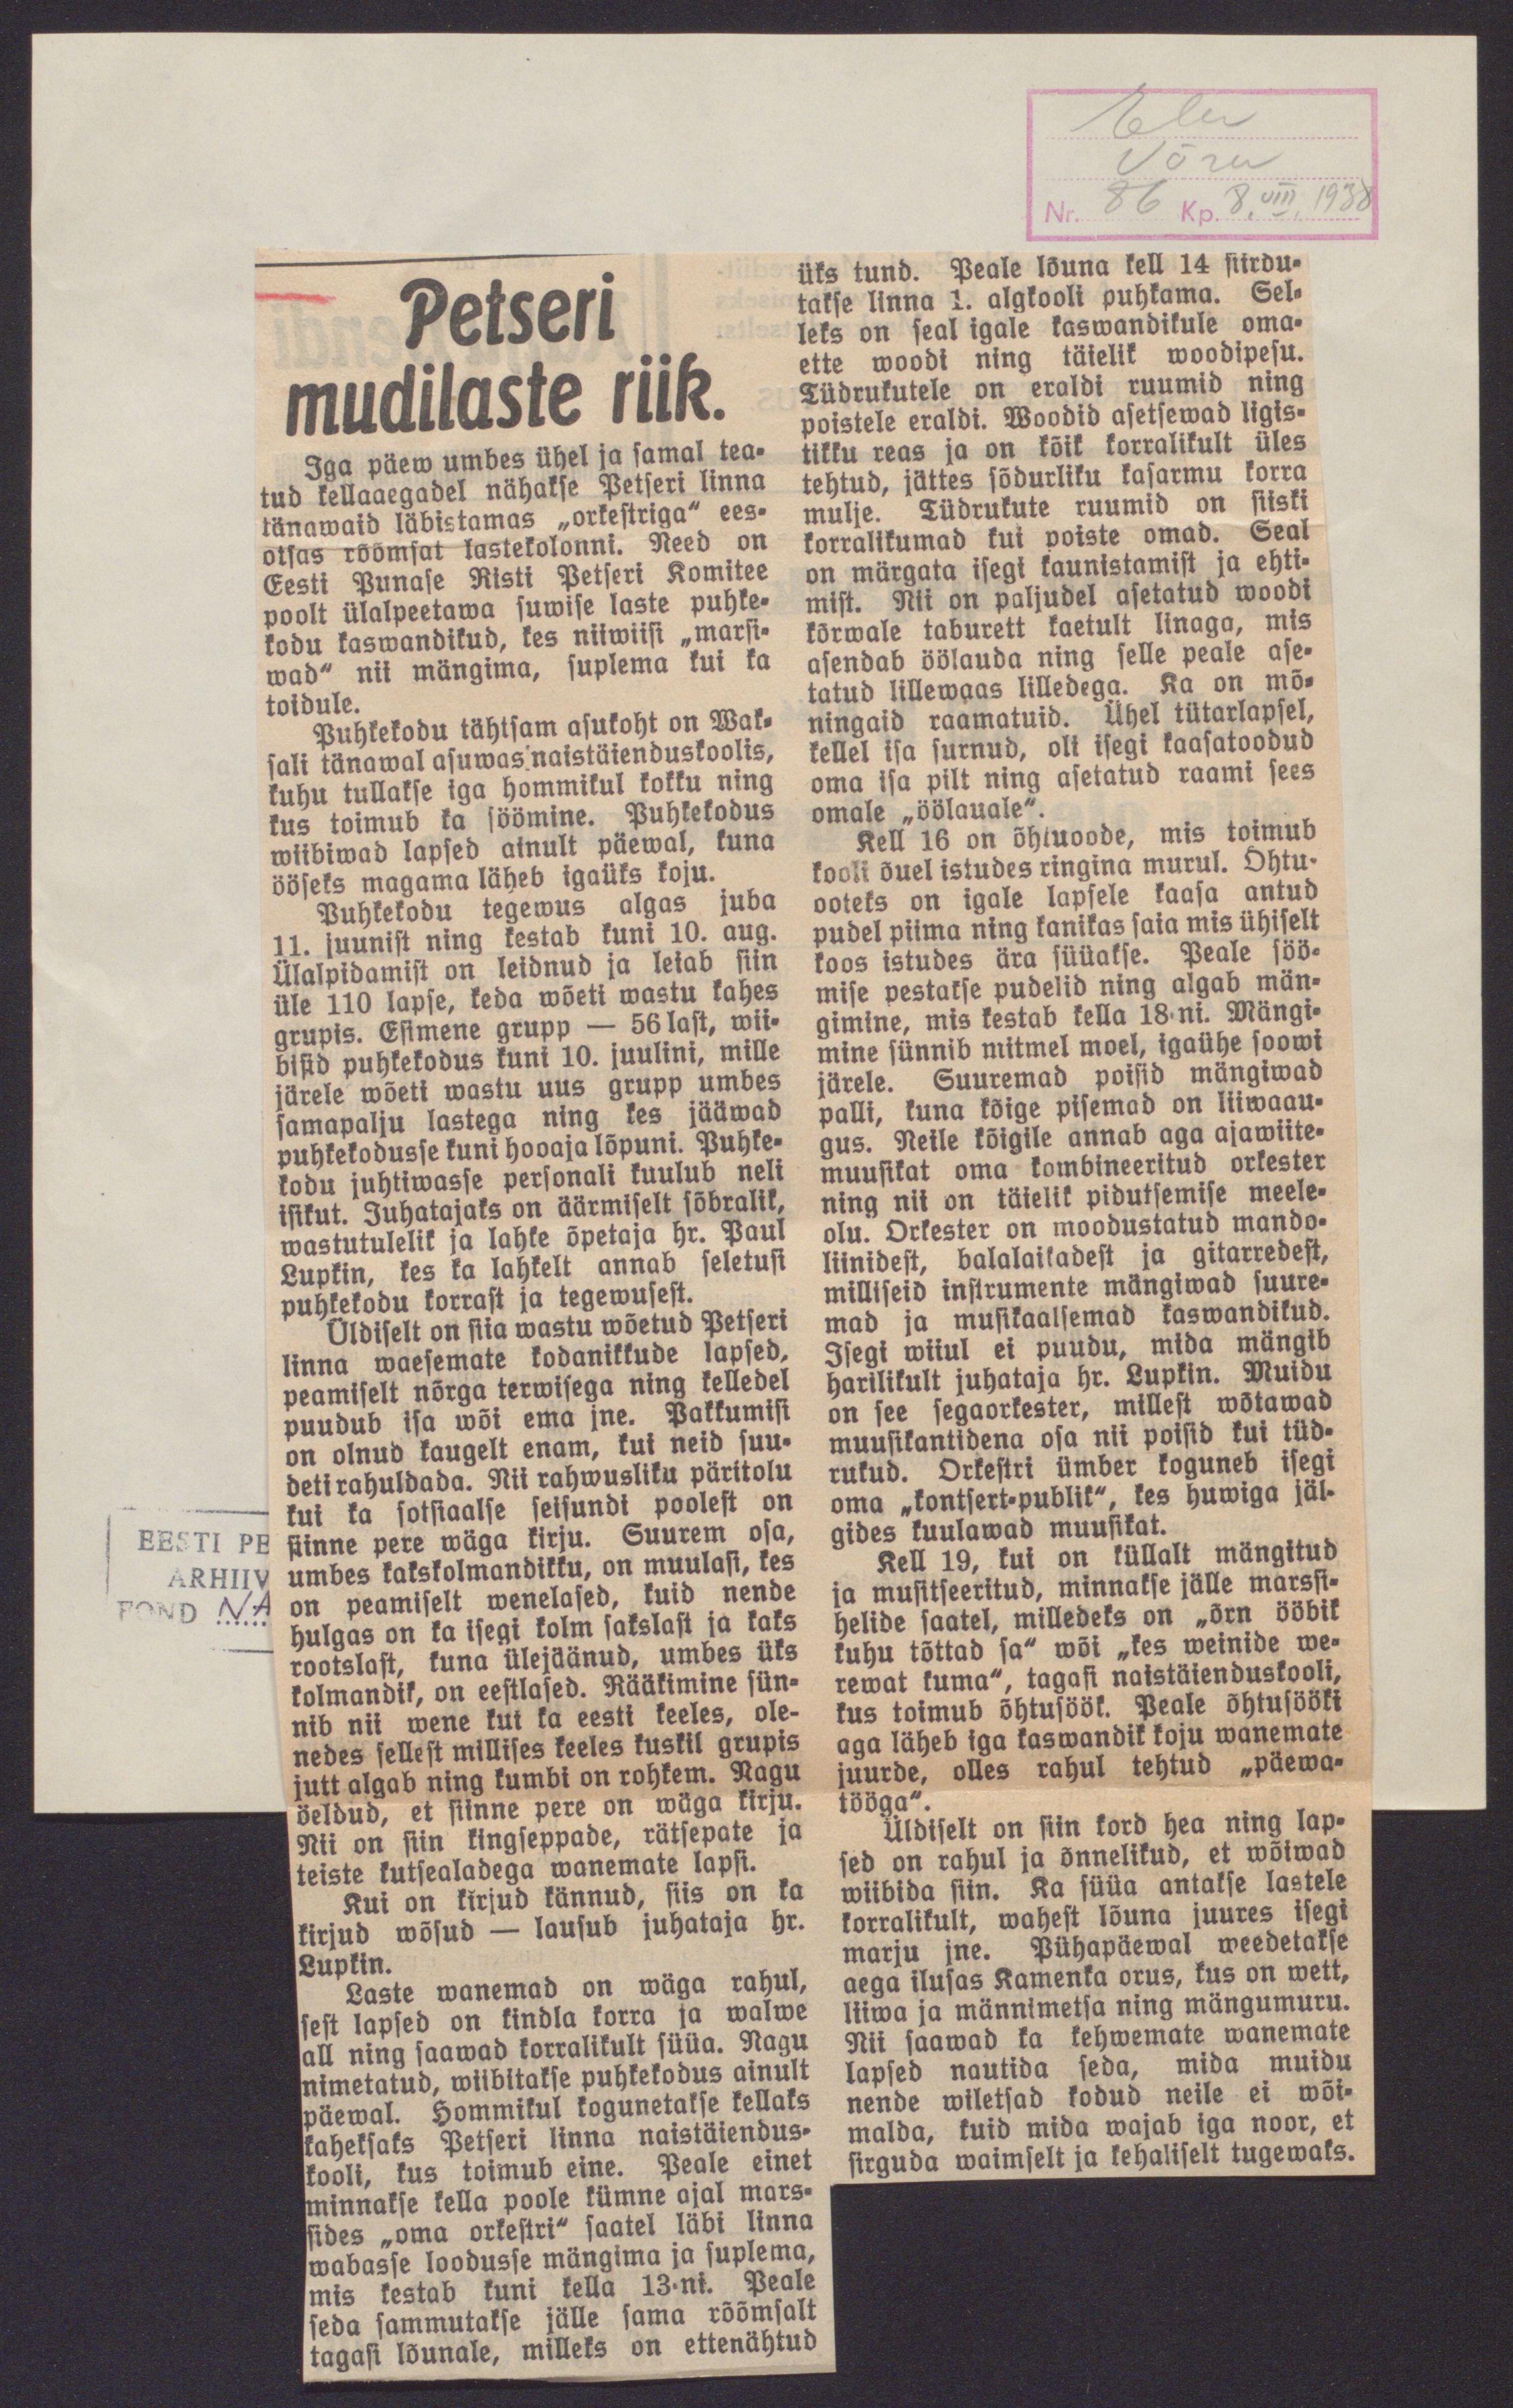 Elu
Võru
Nr. 86 Kp. 8. VIII. 1938
Petseri
mudilaste riik.
Iga päew umbes ühel ja samal tea-
tud kellaaegadel nähakse Petseri linna
tänawaid läbistamas „orkestriga“ ees-
otsas rõõmsat lastekolonni. Need on
Eesti Punase Risti Petseri Komitee
poolt ülalpeetawa suwise laste puhke-
kodu kaswandikud, kes niiwiisi „marsi-
wad“ nii mängima, suplema kui ka
toidule.
Puhkekodu tähtsam asukoht on Wak-
sali tänawal asuwas naistäienduskoolis,
kuhu tullakse iga hommikul kokku ning
kus toimub ka söömine. Puhkekodus
wiibiwad lapsed ainult päewal, kuna
ööseks magama läheb igaüks koju.
Puhkekodu tegewus algas juba
11. juunist ning kestab kuni 10. aug.
Ülalpidamist on leidnud ja leiab siin
üle 110 lapse, keda wõeti wastu kahes
grupis. Esimene grupp — 56 last, wii-
bisid puhkekodus kuni 10. juulini, mille
järele wõeti wastu uus grupp umbes
samapalju lastega ning kes jääwad
puhkekodusse kuni hooaja lõpuni. Puhke-
kodu juhtiwasse personali kuulub neli
isikut. Juhatajaks on äärmiselt sõbralik,
wastutulelik ja lahke õpetaja hr. Paul
Lupkin, kes ka lahkelt annab seletusi
puhkekodu korrast ja tegewusest.
Üldiselt on siia wastu wõetud Petseri
linna waesemate kodanikkude lapsed,
peamiselt nõrga terwisega ning kelledel
puudub isa wõi ema jne. Pakkumisi
on olnud kaugelt enam, kui neid suu-
deti rahuldada. Nii rahwusliku päritolu
kui ka sotsiaalse seisundi poolest on
siinne pere wäga kirju. Suurem osa,
umbes kakskolmandikku, on muulasi, kes
on peamiselt wenelased, kuid nende
hulgas on ka isegi kolm sakslast ja kaks
rootslast, kuna ülejäänud, umbes üks
kolmandik, on eestlased. Rääkimine sün-
nib nii wene kui ka eesti keeles, ole-
nedes sellest millises keeles kuskil grupis
jutt algab ning kumbi on rohkem. Nagu
öeldud, et siinne pere on wäga kirju.
Nii on siin kingseppade, rätsepate ja
teiste kutsealadega wanemate lapsi.
Kui on kirjud kännud, siis on ka
kirjud wõsud — lausub juhataja hr.
Lupkin.
Laste wanemad on wäga rahul,
sest lapsed on kindla korra ja walwe
all ning saawad korralikult süüa. Nagu
nimetatud, wiibitakse puhkekodus ainult
päewal. Hommikul kogunetakse kellaks
kaheksaks Petseri linna naistäiendus-
kooli, kus toimub eine. Peale einet
minnakse kella poole kümne ajal mars-
sides „oma orkestri“ saatel läbi linna
wabasse loodusse mängima ja suplema,
mis kestab kuni kella 13-ni. Peale
seda sammutakse jälle sama rõõmsalt
tagasi lõunale, milleks on ettenähtud
üks tund. Peale lõuna kell 14 siirdu-
takse linna 1. algkooli puhkama. Sel-
leks on seal igale kaswandikule oma-
ette woodi ning täielik woodipesu.
Tüdrukutele on eraldi ruumid ning
poistele eraldi. Woodid asetsewad ligis-
tikku reas ja on kõik korralikult üles
tehtud, jättes sõdurliku kasarmu korra
mulje. Tüdrukute ruumid on siiski
korralikumad kui poiste omad. Seal
on märgata isegi kaunistamist ja ehti-
mist. Nii on paljudel asetatud woodi
kõrwale taburett kaetult linaga, mis
asendab öölauda ning selle peale ase-
tatud lillewaas lilledega. Ka on mõ-
ningaid raamatuid. Ühel tütarlapsel,
kellel isa surnud, oli isegi kaasatoodud
oma isa pilt ning asetatud raami sees
omale „öölauale“.
Kell 16 on õhtuoode, mis toimub
kooli õuel istudes ringina murul. Õhtu-
ooteks on igale lapsele kaasa antud
pudel piima ning kanikas saia mis ühiselt
koos istudes ära süüakse. Peale söö-
mise pestakse pudelid ning algab män-
gimine, mis kestab kella 18-ni. Mängi-
mine sünnib mitmel moel, igaühe soowi
järele. Suuremad poisid mängiwad
palli, kuna kõige pisemad on liiwaau-
gus. Neile kõigile annab aga ajawiite-
muusikat oma kombineeritud orkester
ning nii on täielik pidutsemise meele-
olu. Orkester on moodustatud mando-
liinidest, balalaikadest ja gitarredest,
milliseid instrumente mängiwad suure-
mad ja musikaalsemad kaswandikud.
Isegi wiiul ei puudu, mida mängib
harilikult juhataja hr. Lupkin. Muidu
on see segaorkester, millest wõtawad
muusikantidena osa nii poisid kui tüd-
rukud. Orkestri ümber koguneb isegi
oma „kontsert-publik“, kes huwiga jäl-
gides kuulawad muusikat.
Kell 19, kui on küllalt mängitud
ja musitseeritud, minnakse jälle marssi-
helide saatel, milledeks on „õrn ööbik
kuhu tõttad sa“ wõi „kes weinide we-
rewat kuma“, tagasi naistäienduskooli,
kus toimub õhtusöök. Peale õhtusööki
aga läheb iga kaswandik koju wanemate
juurde, olles rahul tehtud „päewa-
tööga“.
Üldiselt on siin kord hea ning lap-
sed on rahul ja õnnelikud, et wõiwad
wiibida siin. Ka süüa antakse lastele
korralikult, wahest lõuna juures isegi
marju jne. Pühapäewal weedetakse
aega ilusas Kamenka orus, kus on wett,
liiwa ja männimetsa ning mängumuru.
Nii saawad ka kehwemate wanemate
lapsed nautida seda, mida muidu
nende wiletsad kodud neile ei wõi-
malda, kuid mida wajab iga noor, et
sirguda waimselt ja kehaliselt tugewaks.
EESTI PE
ARHIIV
FOND NA